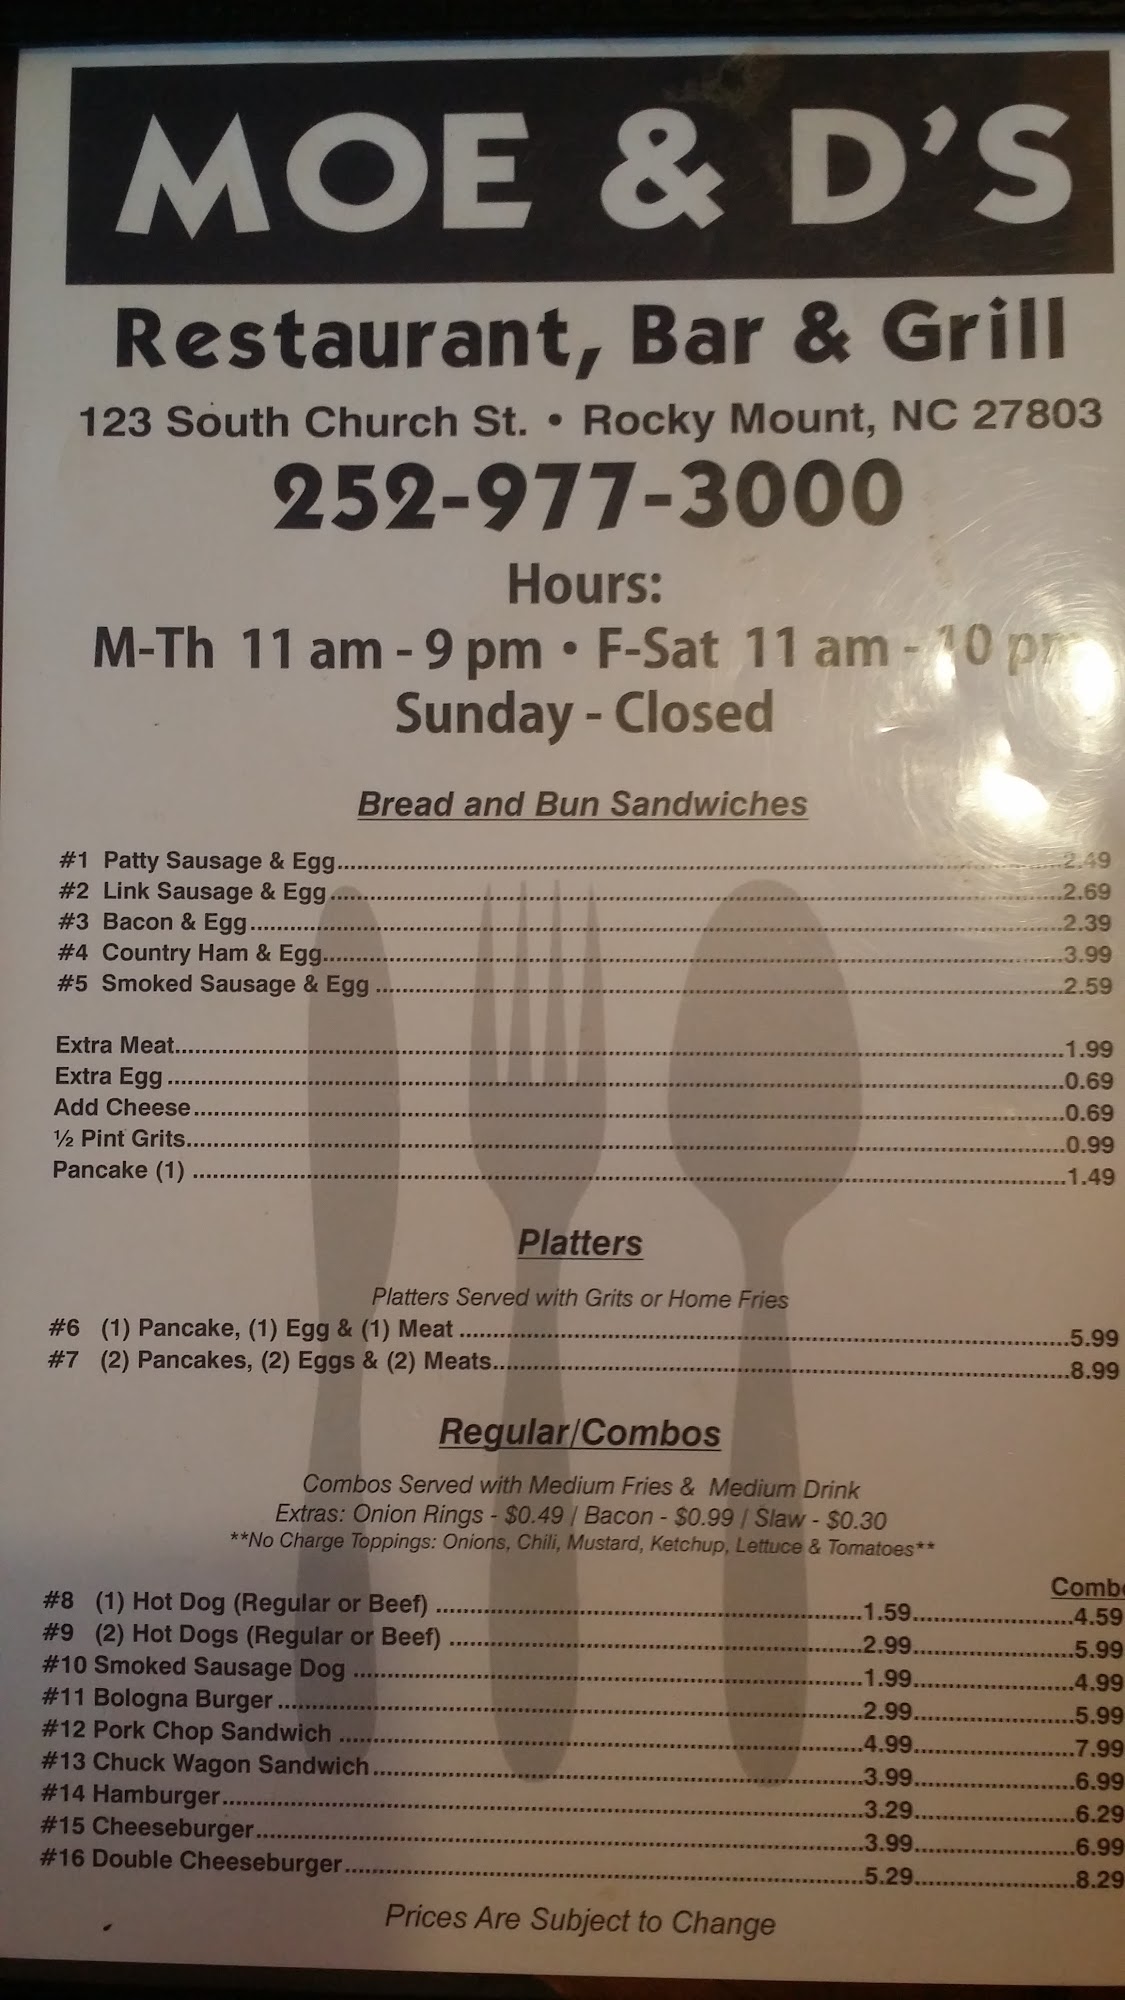 MOE & D'S
Restaurant, Bar & Grill
123 South Church St. • Rocky Mount, NC 27803
252-977-3000
Hours:
M-Th 11 am - 9 pm • F-Sat 11 am - 10 pm
Sunday - Closed
Bread and Bun Sandwiches
#1 Patty Sausage & Egg 2.49
#2 Link Sausage & Egg 2.69
#3 Bacon & Egg 2.39
#4 Country Ham & Egg 3.99
#5 Smoked Sausage & Egg 2.59
Extra Meat 1.99
Extra Egg 0.69
Add Cheese 0.69
½ Pint Grits 0.99
Pancake (1) 1.49
Platters
Platters Served with Grits or Home Fries
#6 (1) Pancake, (1) Egg & (1) Meat 5.99
#7 (2) Pancakes, (2) Eggs & (2) Meats 8.99
Regular/Combos
Combos Served with Medium Fries & Medium Drink
Extras: Onion Rings - $0.49 / Bacon - $0.99 / Slaw - $0.30
**No Charge Toppings: Onions, Chili, Mustard, Ketchup, Lettuce & Tomatoes**
Combo
#8 (1) Hot Dog (Regular or Beef) 1.59 4.59
#9 (2) Hot Dogs (Regular or Beef) 2.99 5.99
#10 Smoked Sausage Dog 1.99 4.99
#11 Bologna Burger 2.99 5.99
#12 Pork Chop Sandwich 4.99 7.99
#13 Chuck Wagon Sandwich 3.99 6.99
#14 Hamburger 3.29 6.29
#15 Cheeseburger 3.99 6.99
#16 Double Cheeseburger 5.29 8.29
Prices Are Subject to Change